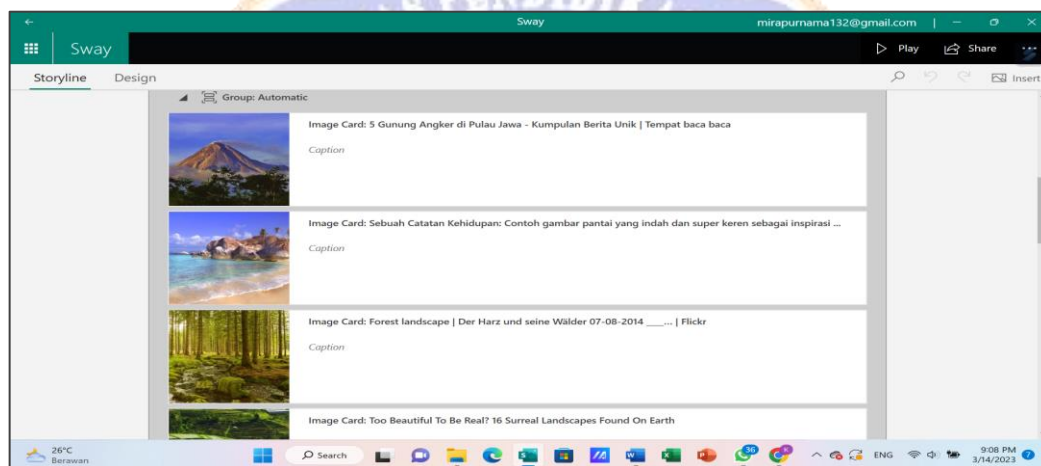 Sway
mirapurnama132@gmail.com
Sway
Play
Share
Storyline
Design
Insert
Group: Automatic
Image Card: 5 Gunung Angker di Pulau Jawa - Kumpulan Berita Unik | Tempat baca baca
Caption
Image Card: Sebuah Catatan Kehidupan: Contoh gambar pantai yang indah dan super keren sebagai inspirasi ...
Caption
Image Card: Forest landscape | Der Harz und seine Wälder 07-08-2014 ___... | Flickr
Caption
Image Card: Too Beautiful To Be Real? 16 Surreal Landscapes Found On Earth
26°C
Berawan
Search
36
ENG
9:08 PM
3/14/2023